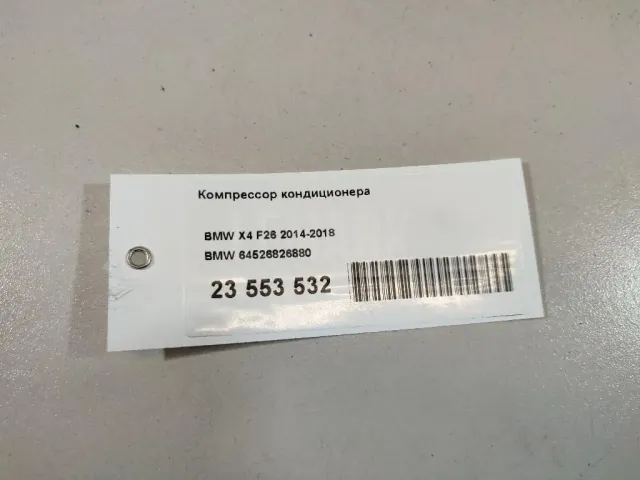 Компрессор кондиционера
BMW X4 F26 2014-2018
BMW 64526826880
23 553 532